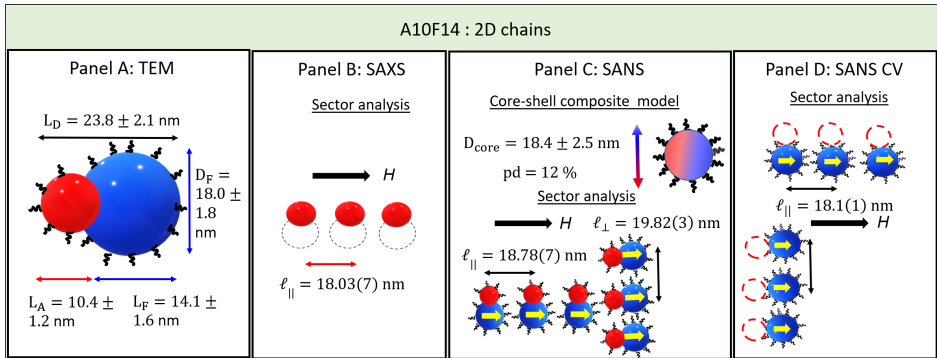 A10F14 : 2D chains
Panel A: TEM
L_D = 23.8 ± 2.1 nm
D_F =
18.0 ±
1.8
nm
L_A = 10.4 ±
1.2 nm
L_F = 14.1 ±
1.6 nm
Panel B: SAXS
Sector analysis
H
ℓ_∥ = 18.03(7) nm
Panel C: SANS
Core-shell composite model
D_core = 18.4 ± 2.5 nm
pd = 12 %
Sector analysis
H
ℓ_⊥ = 19.82(3) nm
ℓ_∥ = 18.78(7) nm
Panel D: SANS CV
Sector analysis
ℓ_∥ = 18.1(1) nm
H